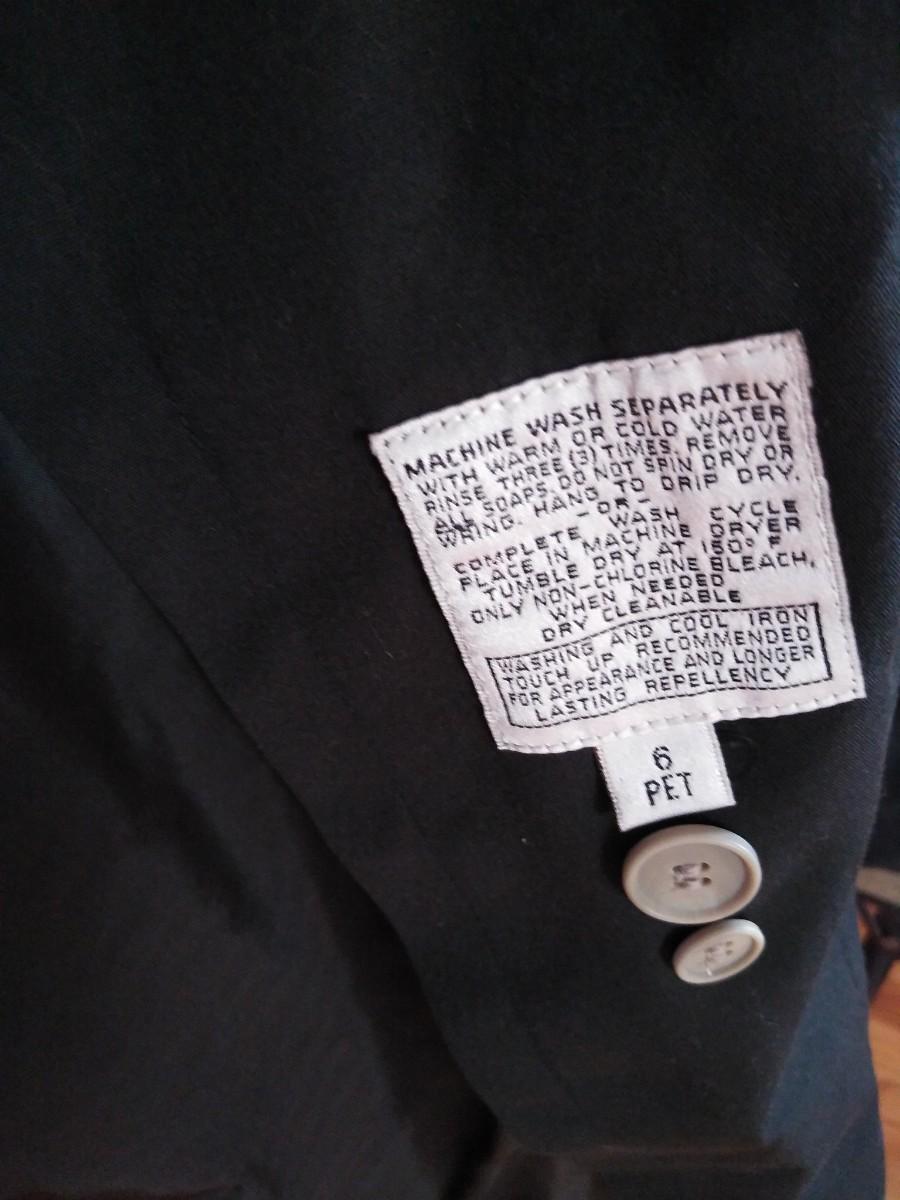 MACHINE WASH SEPARATELY
WITH WARM OR COLD WATER
RINSE THREE (3) TIMES. REMOVE
ALL SOAPS. DO NOT SPIN DRY OR
WRING. HANG TO DRIP DRY.
-OR-
COMPLETE WASH CYCLE
PLACE IN MACHINE DRYER
TUMBLE DRY AT 160° F
ONLY NON-CHLORINE BLEACH,
WHEN NEEDED
DRY CLEANABLE
WASHING AND COOL IRON
TOUCH UP RECOMMENDED
FOR APPEARANCE AND LONGER
LASTING REPELLENCY
6
PET